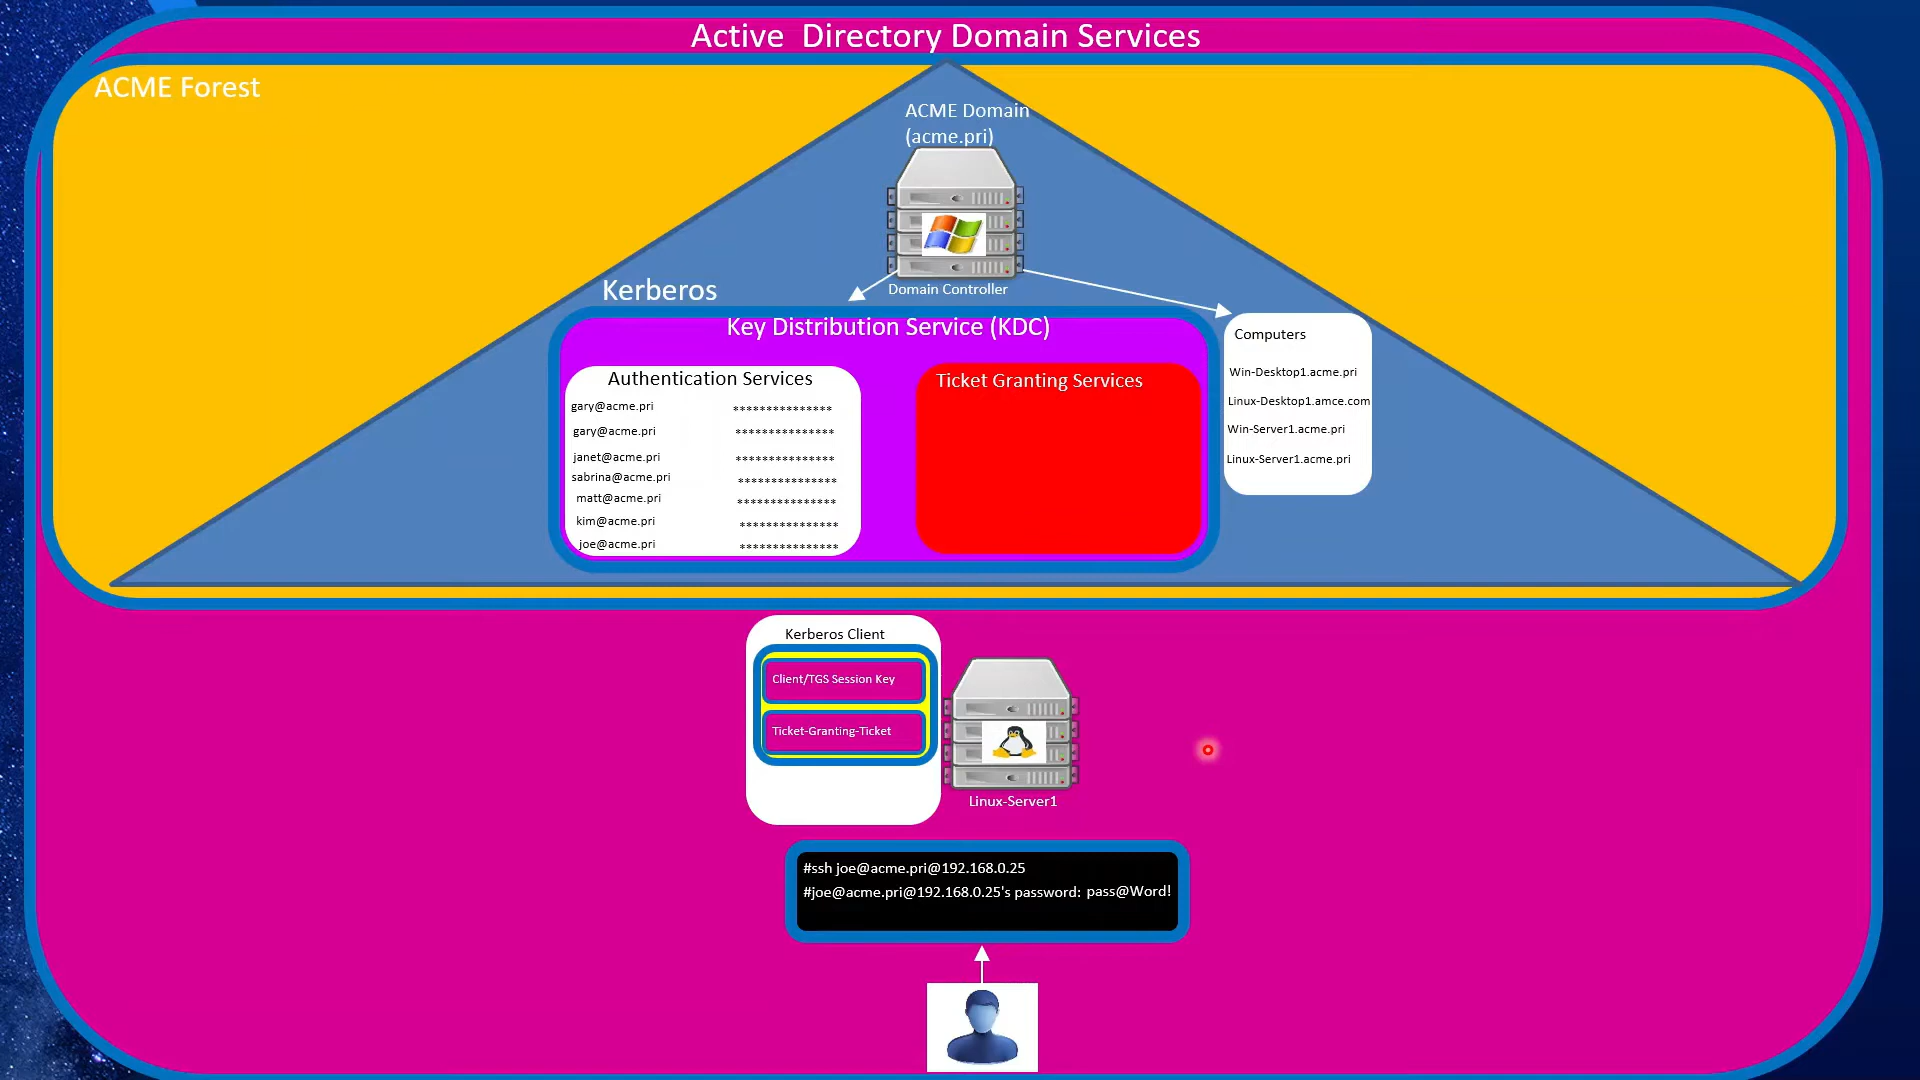 Active  Directory Domain Services
ACME Forest
ACME Domain
(acme.pri)
Domain Controller
Kerberos
Key Distribution Service (KDC)
Authentication Services
gary@acme.pri ***************
gary@acme.pri ***************
janet@acme.pri ***************
sabrina@acme.pri ***************
matt@acme.pri ***************
kim@acme.pri ***************
joe@acme.pri ***************
Ticket Granting Services
Computers
Win-Desktop1.acme.pri
Linux-Desktop1.amce.com
Win-Server1.acme.pri
Linux-Server1.acme.pri
Kerberos Client
Client/TGS Session Key
Ticket-Granting-Ticket
Linux-Server1
#ssh joe@acme.pri@192.168.0.25
#joe@acme.pri@192.168.0.25's password: pass@Word!